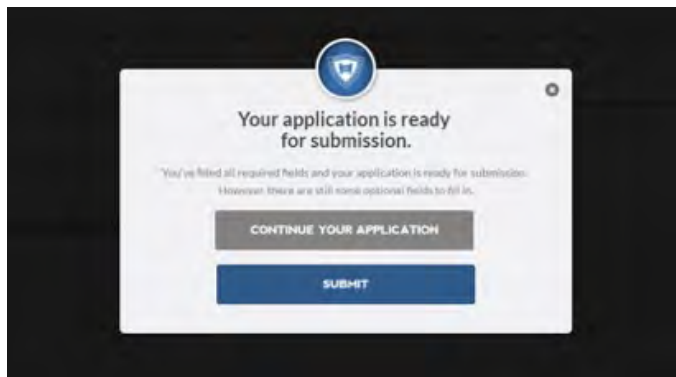 Your application is ready
for submission.
You've filled all required fields and your application is ready for submission.
However, there are still some optional fields to fill in.
CONTINUE YOUR APPLICATION
SUBMIT